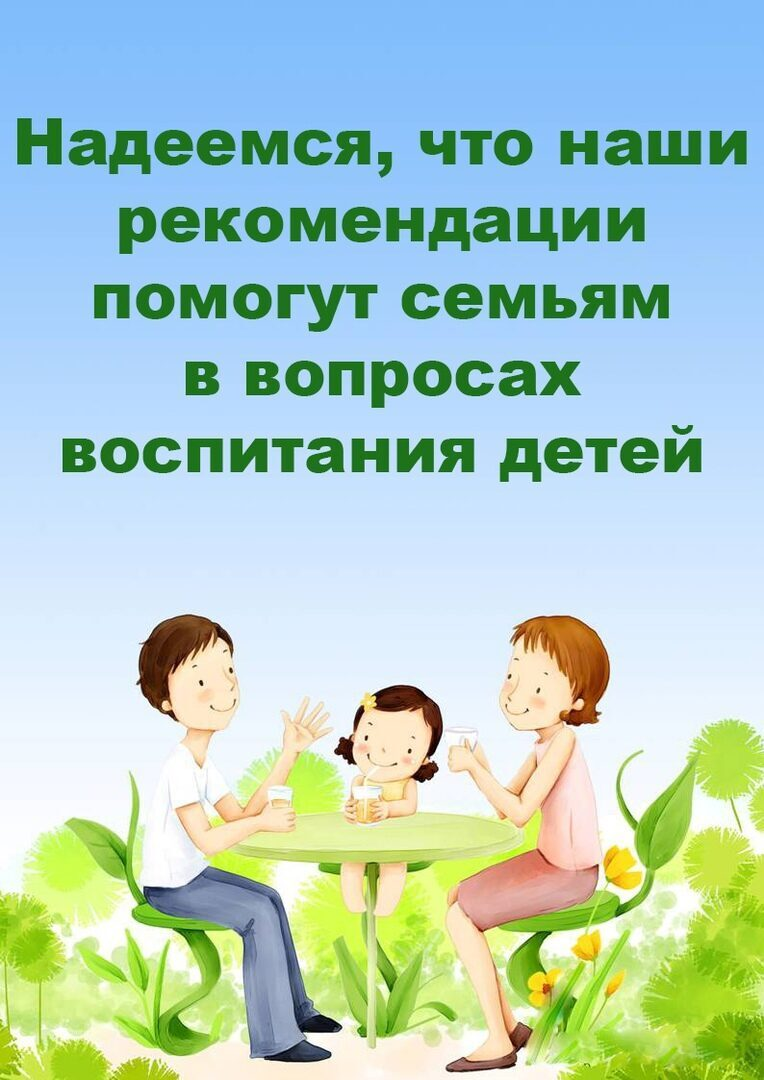 Надеемся, что наши
рекомендации
помогут семьям
в вопросах
воспитания детей